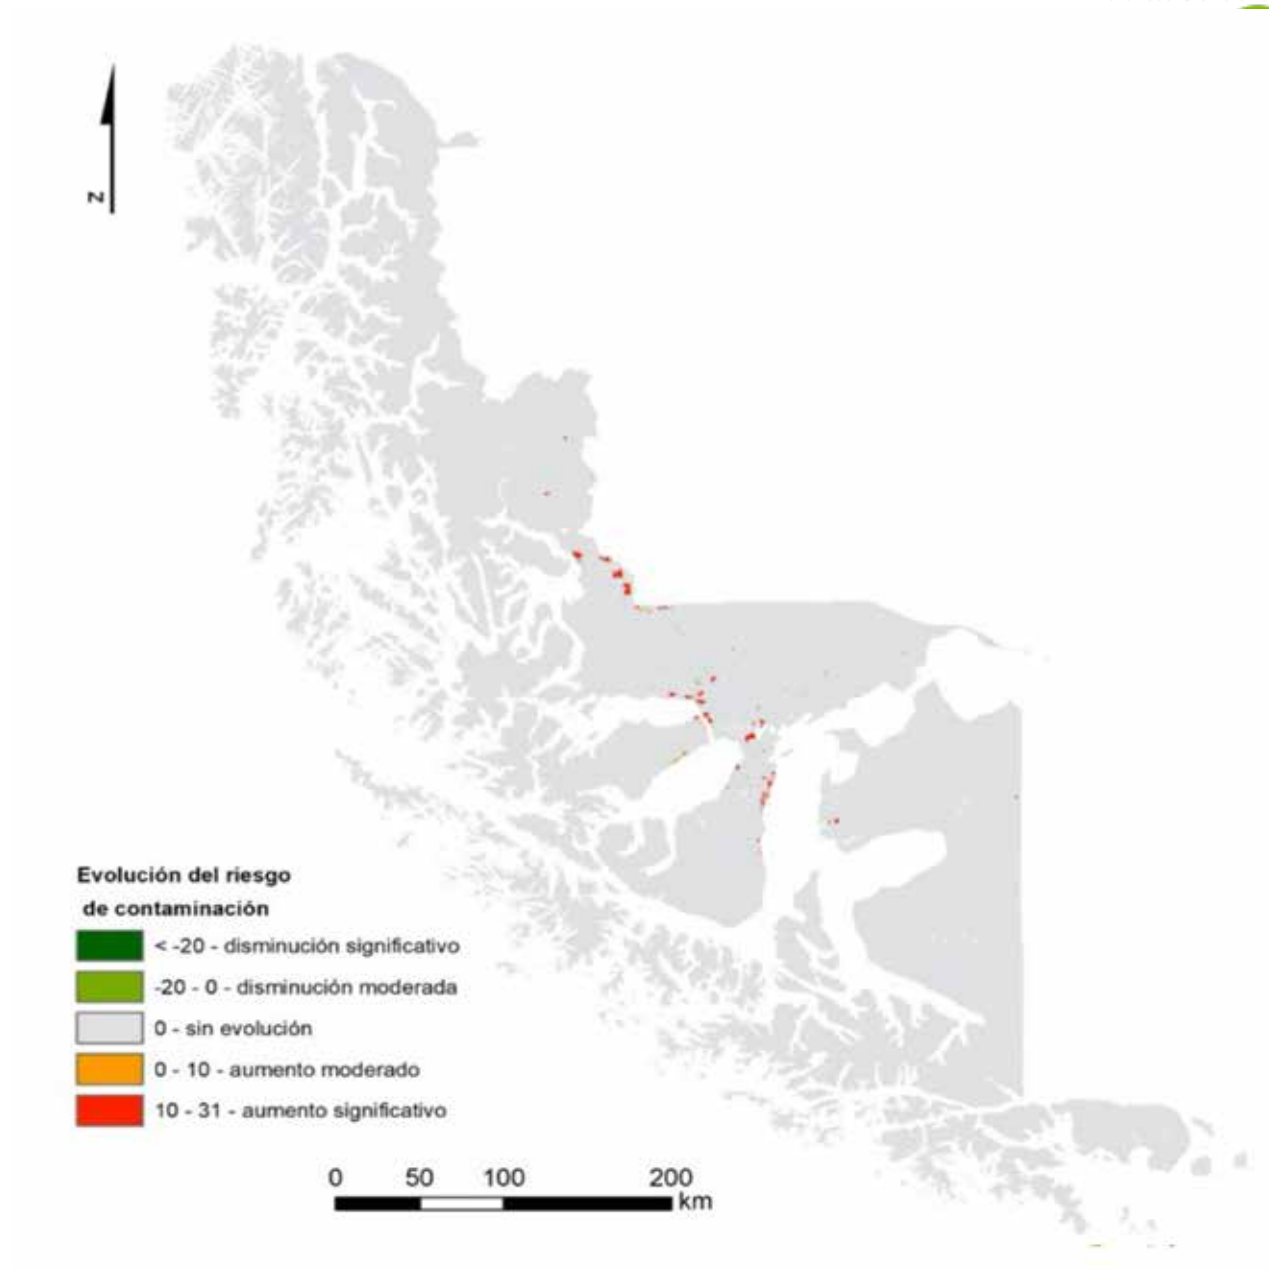 N
Evolución del riesgo
de contaminación
< -20 - disminución significativo
-20 - 0 - disminución moderada
0 - sin evolución
0 - 10 - aumento moderado
10 - 31 - aumento significativo
0 50 100 200
km